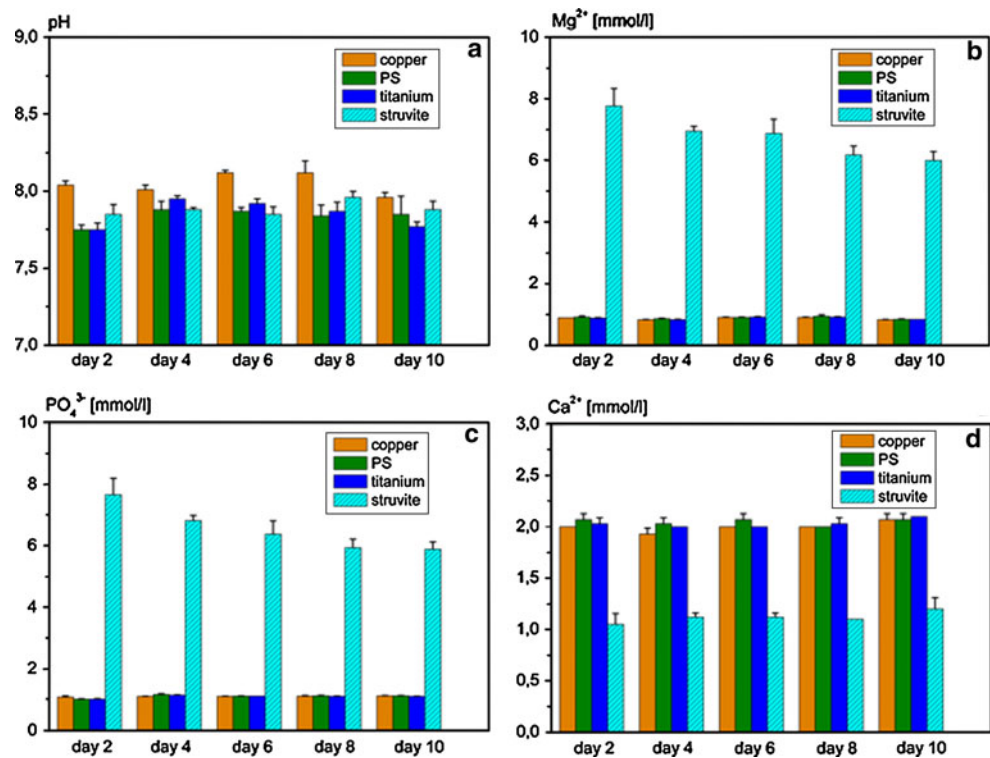 pH
a
9,0
8,5
8,0
7,5
7,0
copper
PS
titanium
struvite
day 2 day 4 day 6 day 8 day 10
Mg²⁺ [mmol/l]
b
10
8
6
4
2
0
copper
PS
titanium
struvite
day 2 day 4 day 6 day 8 day 10
PO₄³⁻ [mmol/l]
c
10
8
6
4
2
0
copper
PS
titanium
struvite
day 2 day 4 day 6 day 8 day 10
Ca²⁺ [mmol/l]
d
3,0
2,5
2,0
1,5
1,0
0,5
0,0
copper
PS
titanium
struvite
day 2 day 4 day 6 day 8 day 10